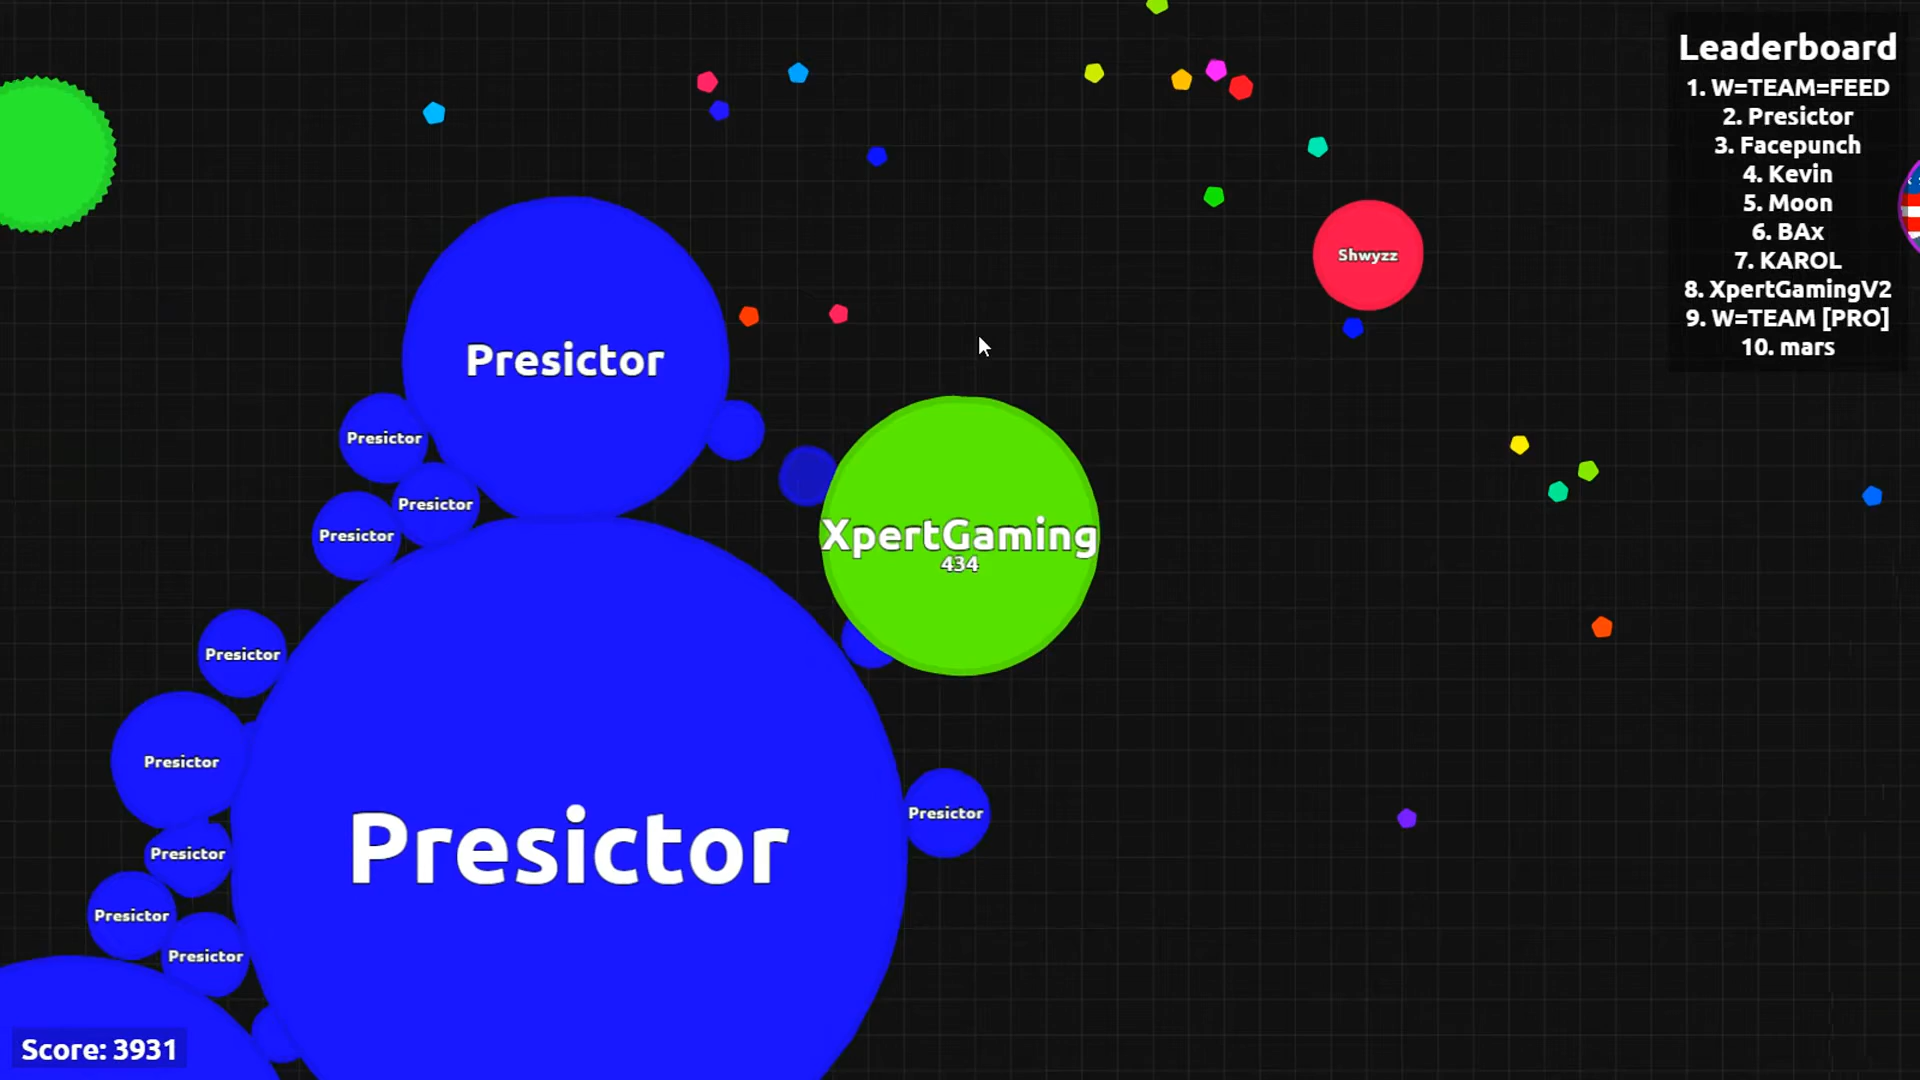 Leaderboard
1. W=TEAM=FEED
2. Presictor
3. Facepunch
4. Kevin
5. Moon
6. BAx
7. KAROL
8. XpertGamingV2
9. W=TEAM [PRO]
10. mars
Shwyzz
Presictor
Presictor
Presictor
Presictor
XpertGaming
434
Presictor
Presictor
Presictor
Presictor
Presictor
Presictor
Presictor
Score: 3931